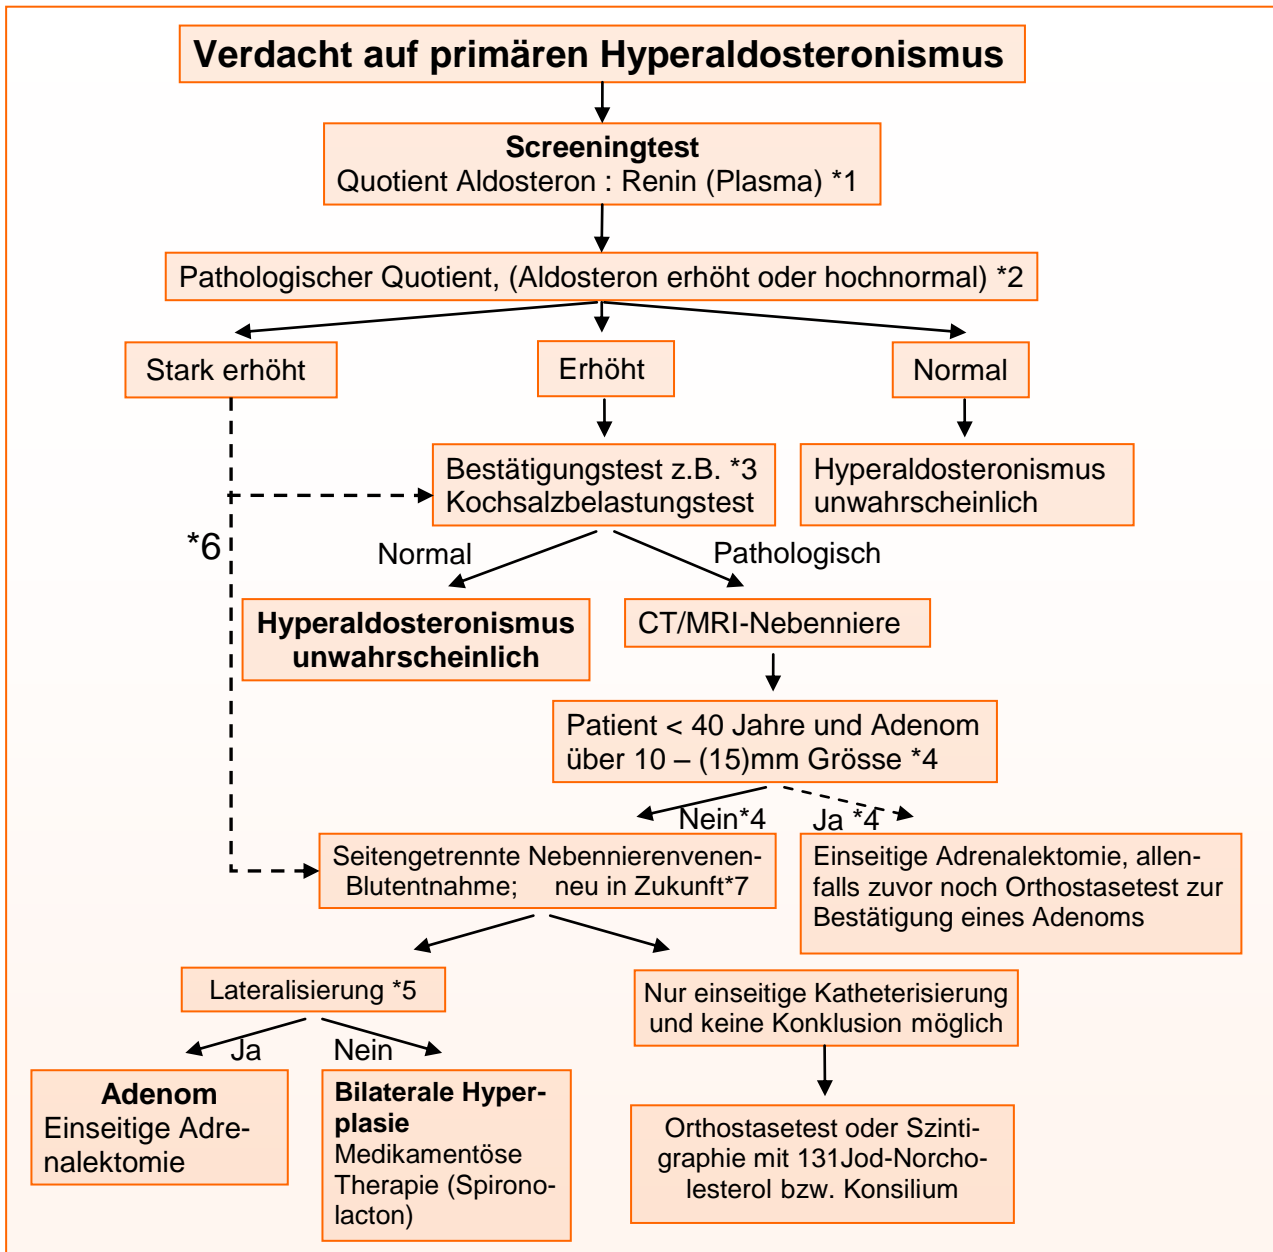 Verdacht auf primären Hyperaldosteronismus
Screeningtest
Quotient Aldosteron : Renin (Plasma) *1
Pathologischer Quotient, (Aldosteron erhöht oder hochnormal) *2
Stark erhöht
Erhöht
Normal
Bestätigungstest z.B. *3
Kochsalzbelastungstest
Hyperaldosteronismus
unwahrscheinlich
*6
Normal
Pathologisch
Hyperaldosteronismus
unwahrscheinlich
CT/MRI-Nebenniere
Patient < 40 Jahre und Adenom
über 10 – (15)mm Grösse *4
Nein*4
Ja *4
Seitengetrennte Nebennierenvenen-
Blutentnahme; neu in Zukunft*7
Einseitige Adrenalektomie, allen-
falls zuvor noch Orthostasetest zur
Bestätigung eines Adenoms
Lateralisierung *5
Nur einseitige Katheterisierung
und keine Konklusion möglich
Ja
Nein
Adenom
Einseitige Adre-
nalektomie
Bilaterale Hyper-
plasie
Medikamentöse
Therapie (Spirono-
lacton)
Orthostasetest oder Szinti-
graphie mit 131Jod-Norcho-
lesterol bzw. Konsilium